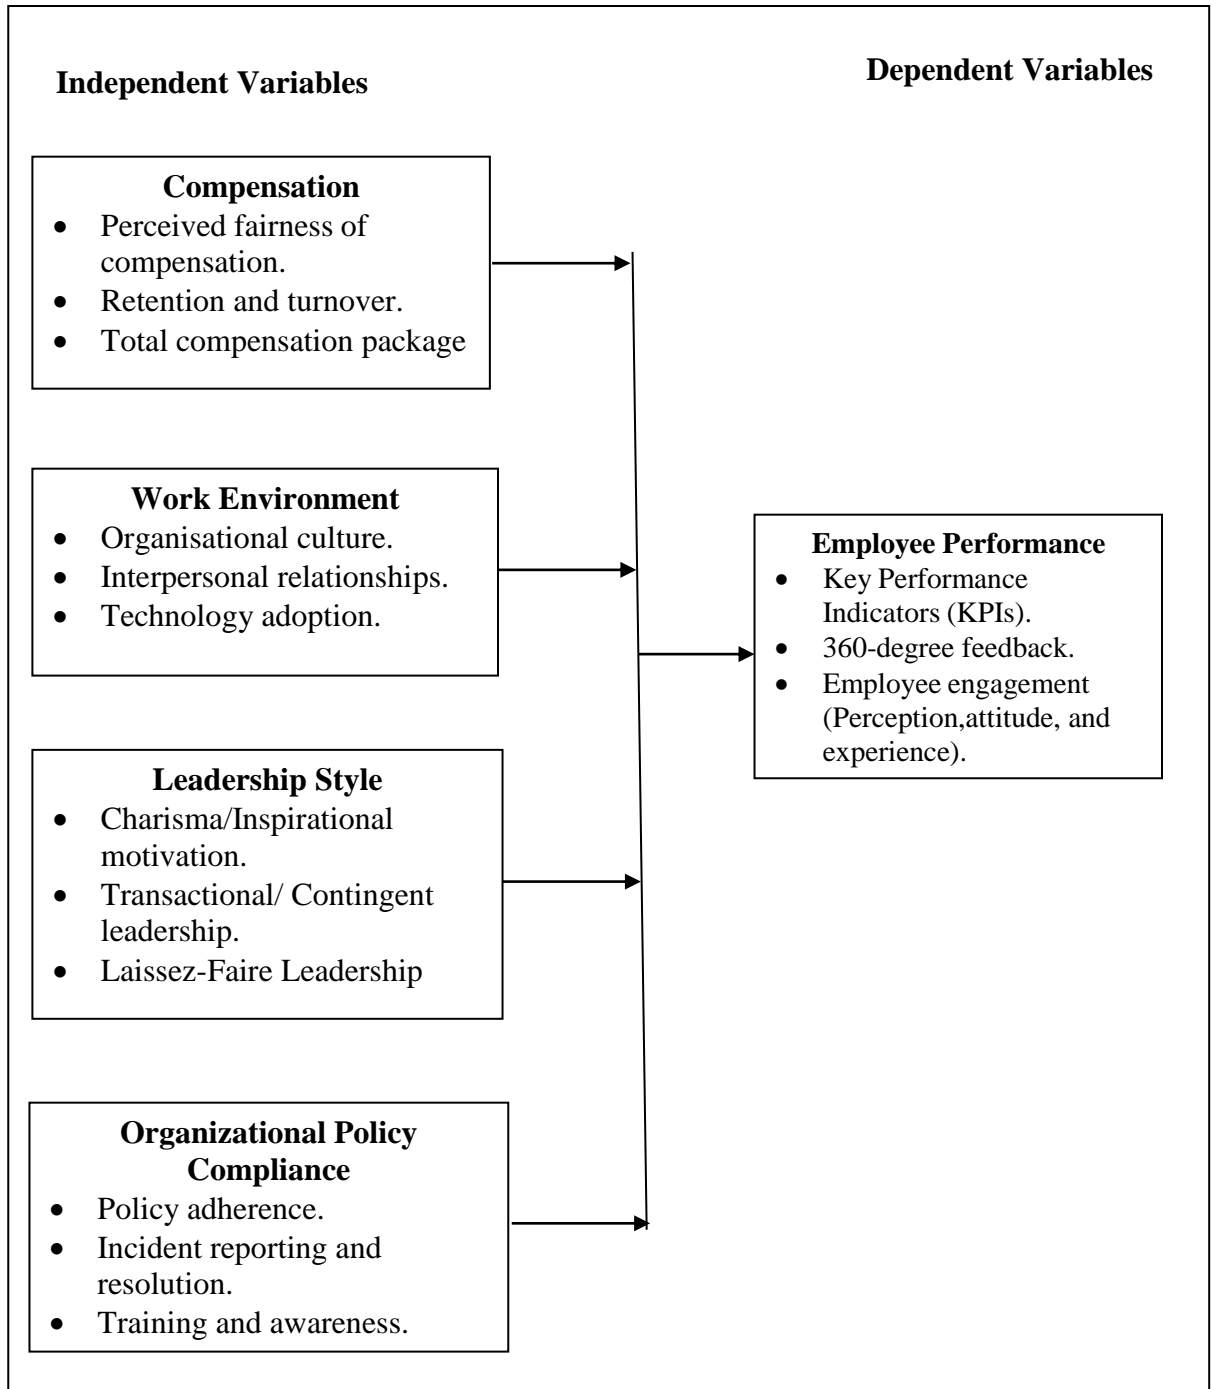 Independent Variables
Dependent Variables
Compensation
• Perceived fairness of
compensation.
• Retention and turnover.
• Total compensation package
Work Environment
• Organisational culture.
• Interpersonal relationships.
• Technology adoption.
Leadership Style
• Charisma/Inspirational
motivation.
• Transactional/ Contingent
leadership.
• Laissez-Faire Leadership
Organizational Policy
Compliance
• Policy adherence.
• Incident reporting and
resolution.
• Training and awareness.
Employee Performance
• Key Performance
Indicators (KPIs).
• 360-degree feedback.
• Employee engagement
(Perception,attitude, and
experience).